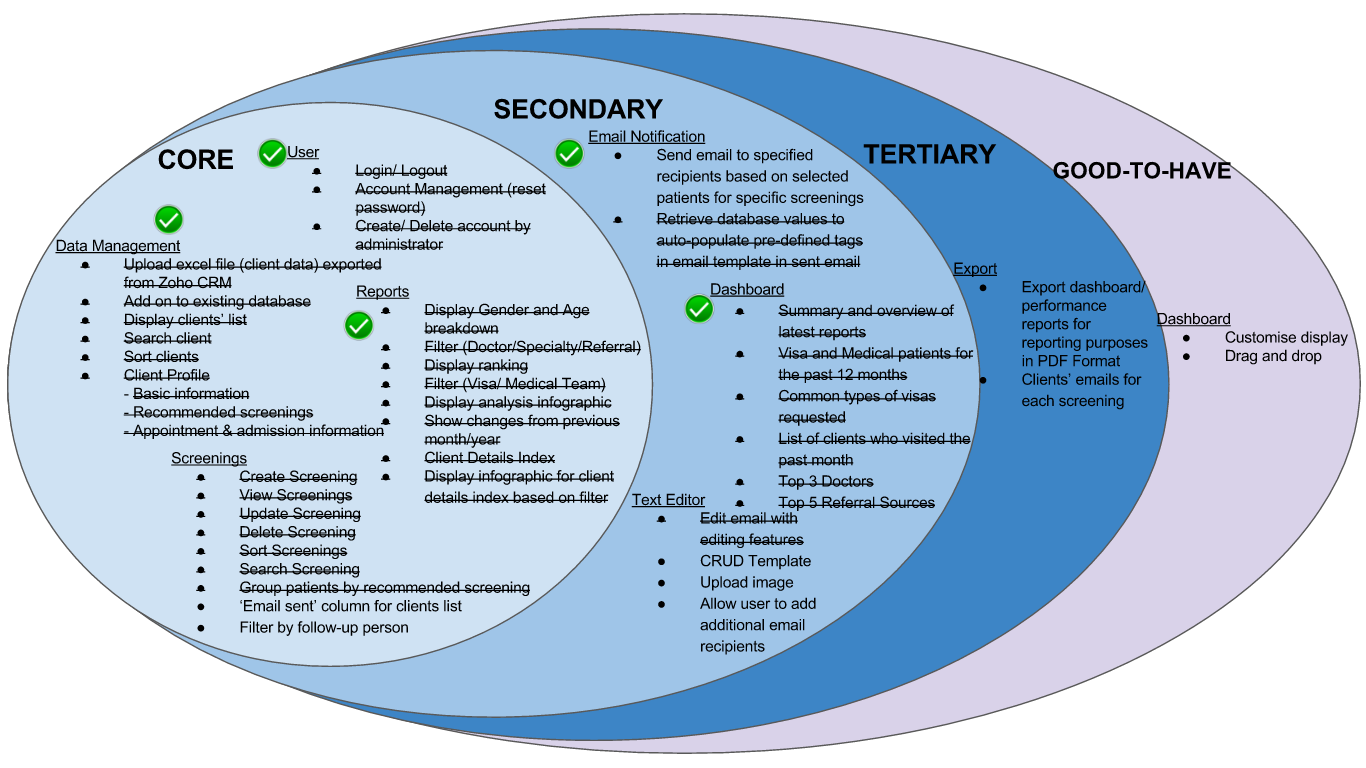 CORE
User
Login/ Logout
Account Management (reset
password)
Create/ Delete account by
administrator
Data Management
Upload excel file (client data) exported
from Zoho CRM
Add on to existing database
Display clients' list
Search client
Sort clients
Client Profile
- Basic information
- Recommended screenings
- Appointment & admission information
Reports
Display Gender and Age
breakdown
Filter (Doctor/Specialty/Referral)
Display ranking
Filter (Visa/ Medical Team)
Display analysis infographic
Show changes from previous
month/year
Client Details Index
Display infographic for client
details index based on filter
Screenings
Create Screening
View Screenings
Update Screening
Delete Screening
Sort Screenings
Search Screening
Group patients by recommended screening
‘Email sent’ column for clients list
Filter by follow-up person
SECONDARY
Email Notification
Send email to specified
recipients based on selected
patients for specific screenings
Retrieve database values to
auto-populate pre-defined tags
in email template in sent email
Dashboard
Summary and overview of
latest reports
Visa and Medical patients for
the past 12 months
Common types of visas
requested
List of clients who visited the
past month
Top 3 Doctors
Top 5 Referral Sources
Text Editor
Edit email with
editing features
CRUD Template
Upload image
Allow user to add
additional email
recipients
TERTIARY
Export
Export dashboard/
performance
reports for
reporting purposes
in PDF Format
Clients’ emails for
each screening
GOOD-TO-HAVE
Dashboard
Customise display
Drag and drop